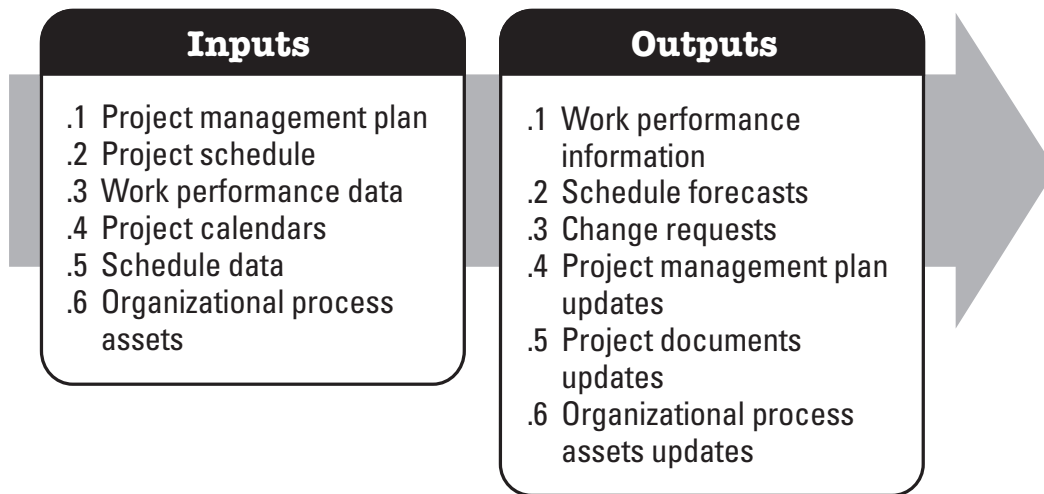 Inputs
.1 Project management plan
.2 Project schedule
.3 Work performance data
.4 Project calendars
.5 Schedule data
.6 Organizational process
assets
Outputs
.1 Work performance
information
.2 Schedule forecasts
.3 Change requests
.4 Project management plan
updates
.5 Project documents
updates
.6 Organizational process
assets updates